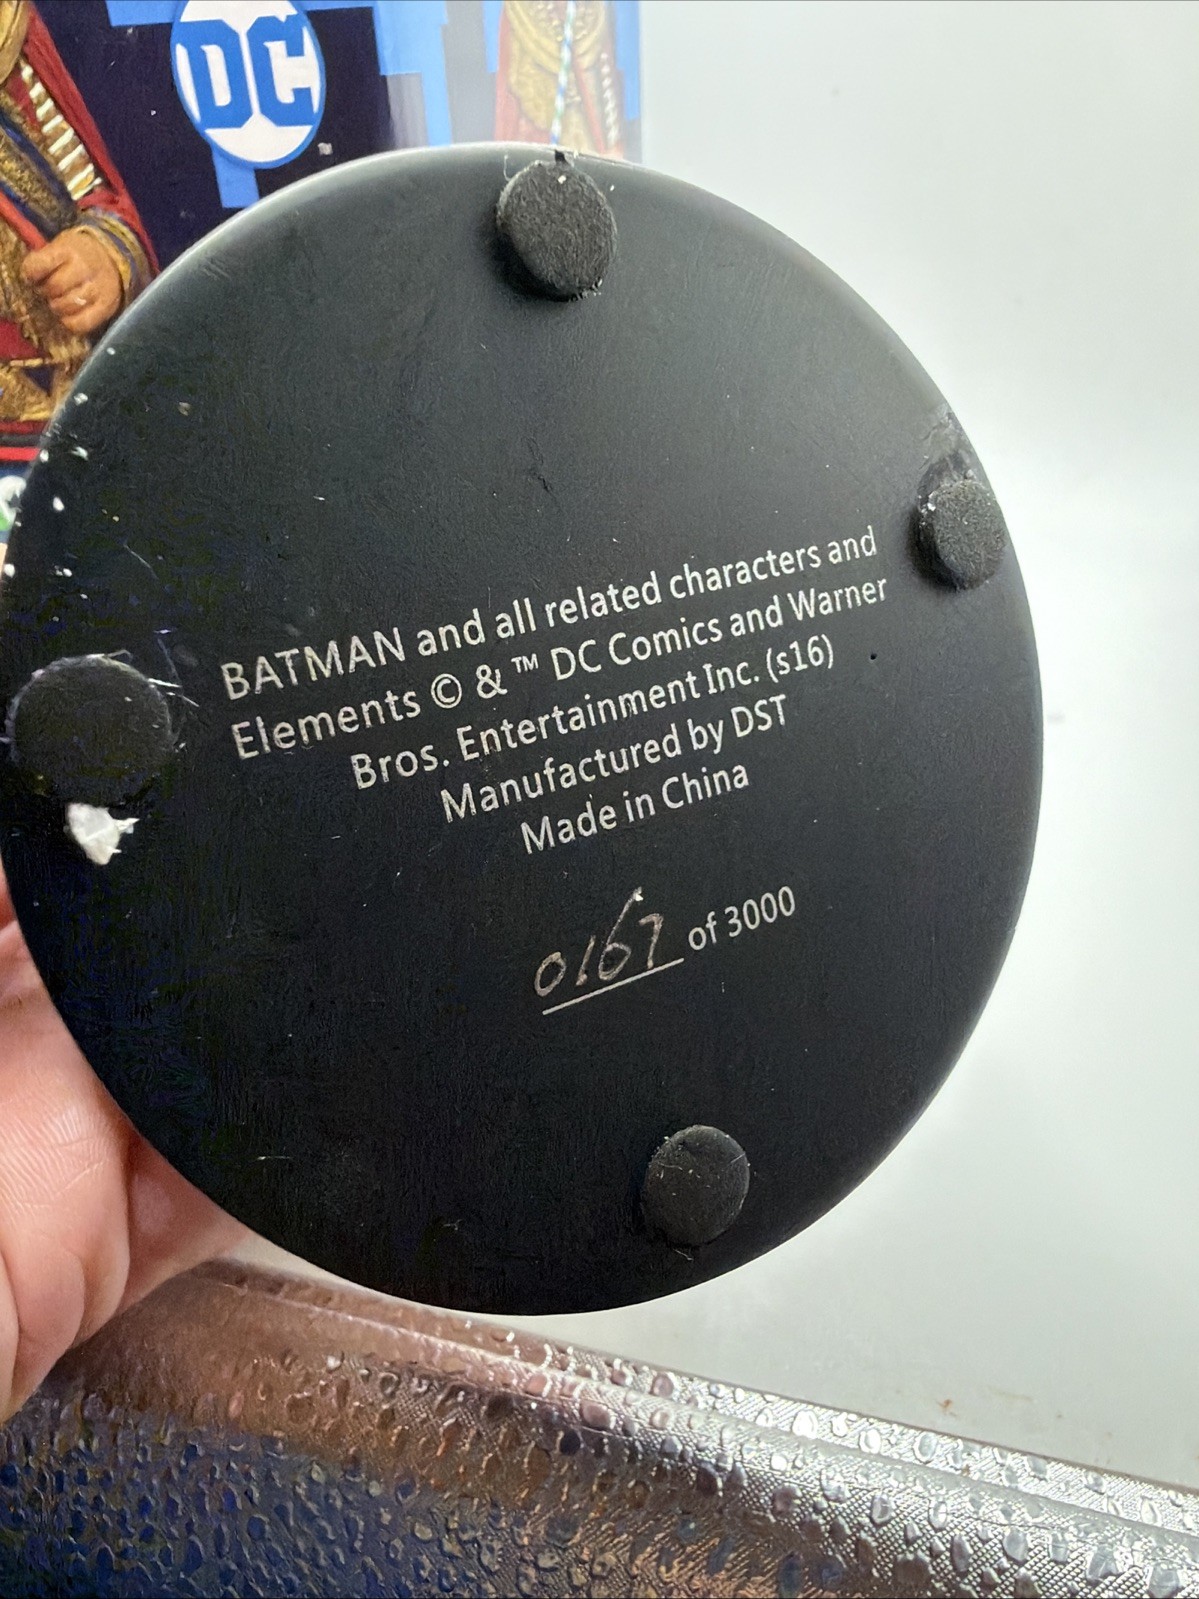 DC
TM
BATMAN and all related characters and
Elements © & ™ DC Comics and Warner
Bros. Entertainment Inc. (s16)
Manufactured by DST
Made in China
0167 of 3000